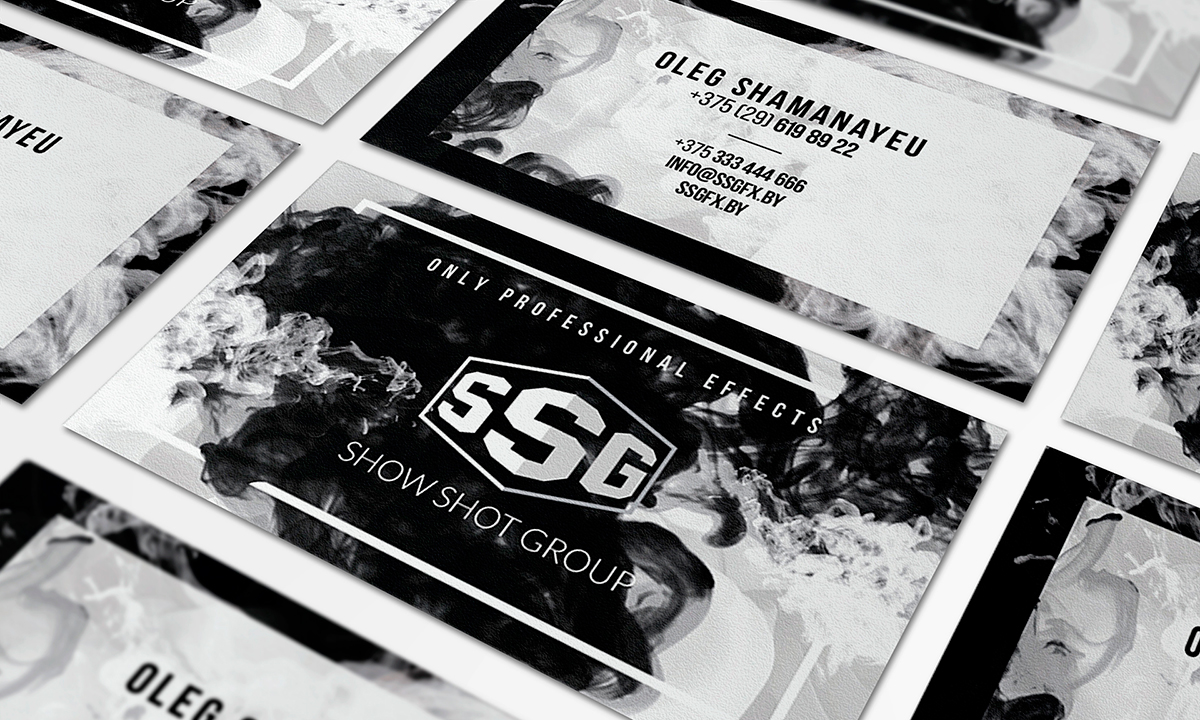 OLEG SHAMANAYEU
+375 (29) 619 89 22
+375 333 444 666
INFO@SSGFX.BY
SSGFX.BY
AYEU
ONLY PROFESSIONAL EFFECTS
SSG
SHOW SHOT GROUP
OLEG S
O